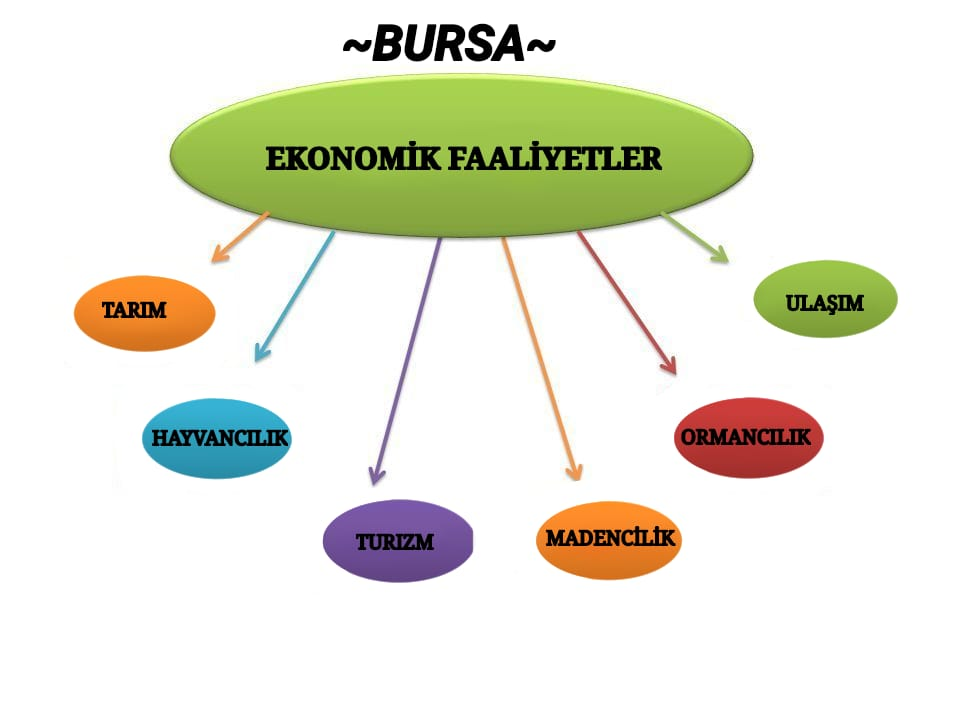 ~BURSA~
EKONOMİK FAALİYETLER
TARIM
HAYVANCILIK
TURIZM
MADENCİLİK
ORMANCILIK
ULAŞIM